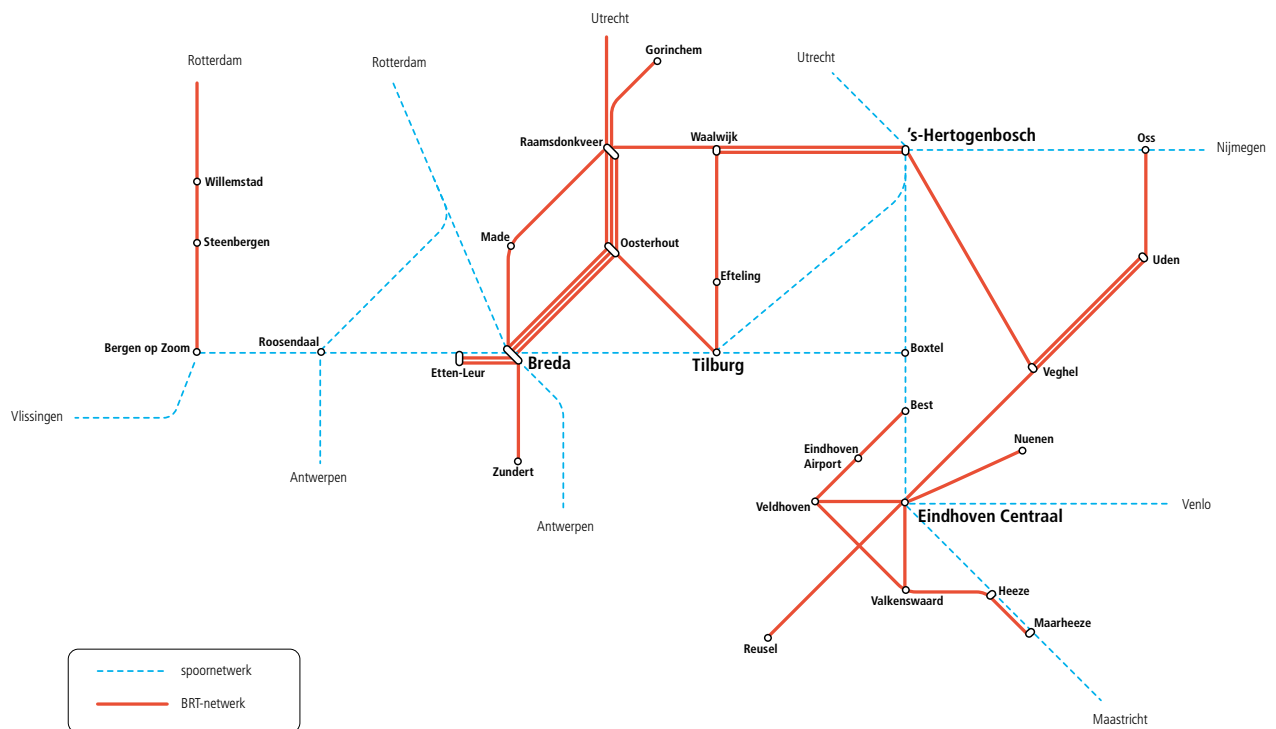 Utrecht
Gorinchem
Rotterdam
Rotterdam
Utrecht
Raamsdonkveer
Waalwijk
's-Hertogenbosch
Oss
Nijmegen
Willemstad
Steenbergen
Made
Oosterhout
Uden
Efteling
Bergen op Zoom
Roosendaal
Etten-Leur
Breda
Tilburg
Boxtel
Veghel
Vlissingen
Best
Nuenen
Eindhoven
Airport
Antwerpen
Zundert
Veldhoven
Venlo
Eindhoven Centraal
Antwerpen
Heeze
Valkenswaard
Maarheeze
Reusel
spoornetwerk
BRT-netwerk
Maastricht